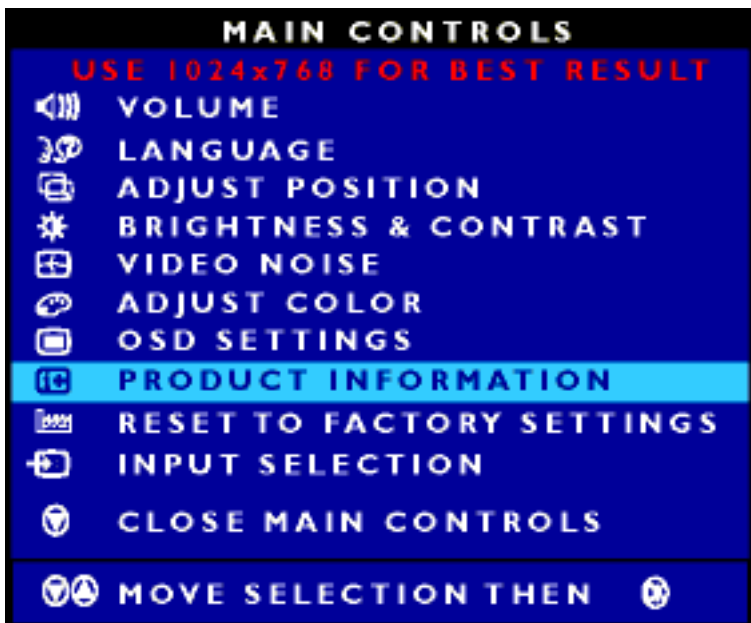 MAIN CONTROLS
USE 1024x768 FOR BEST RESULT
VOLUME
LANGUAGE
ADJUST POSITION
BRIGHTNESS & CONTRAST
VIDEO NOISE
ADJUST COLOR
OSD SETTINGS
PRODUCT INFORMATION
RESET TO FACTORY SETTINGS
INPUT SELECTION
CLOSE MAIN CONTROLS
MOVE SELECTION THEN